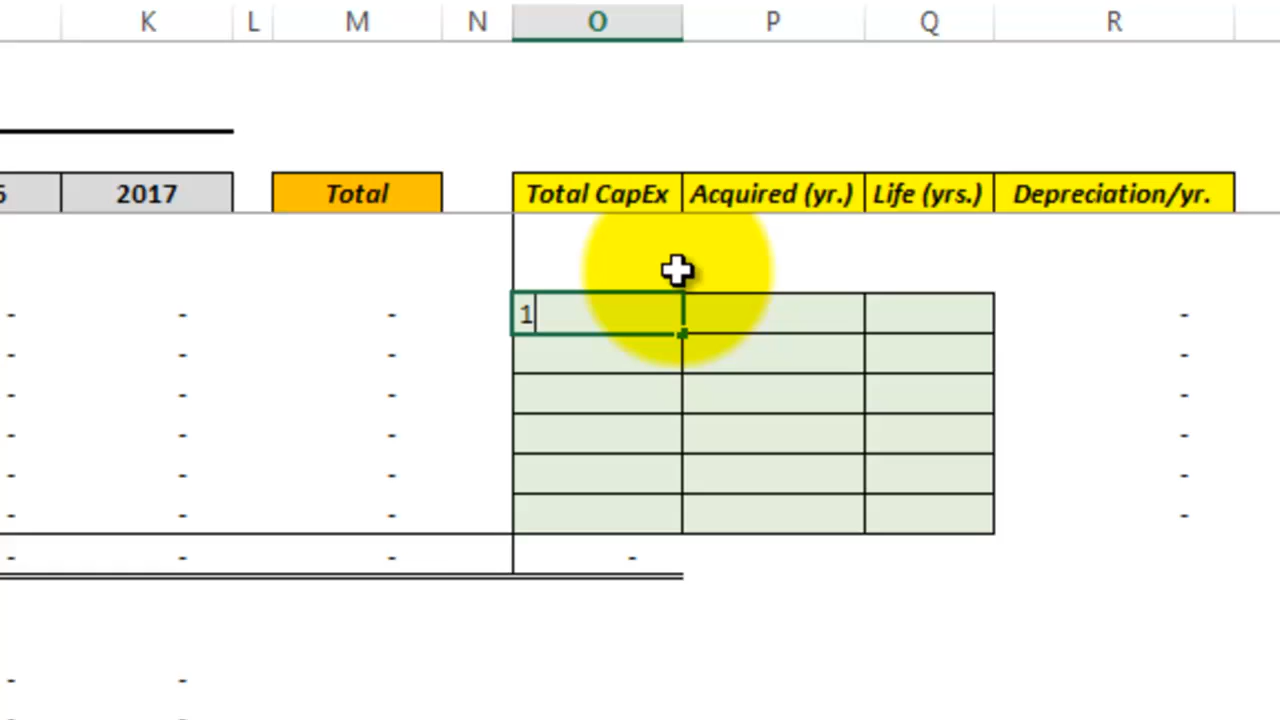 K L M N O P Q R
2017 Total Total CapEx Acquired (yr.) Life (yrs.) Depreciation/yr.
- - - 1 -
- - - -
- - - -
- - - -
- - - -
- - - -
- - - -
- -
- -